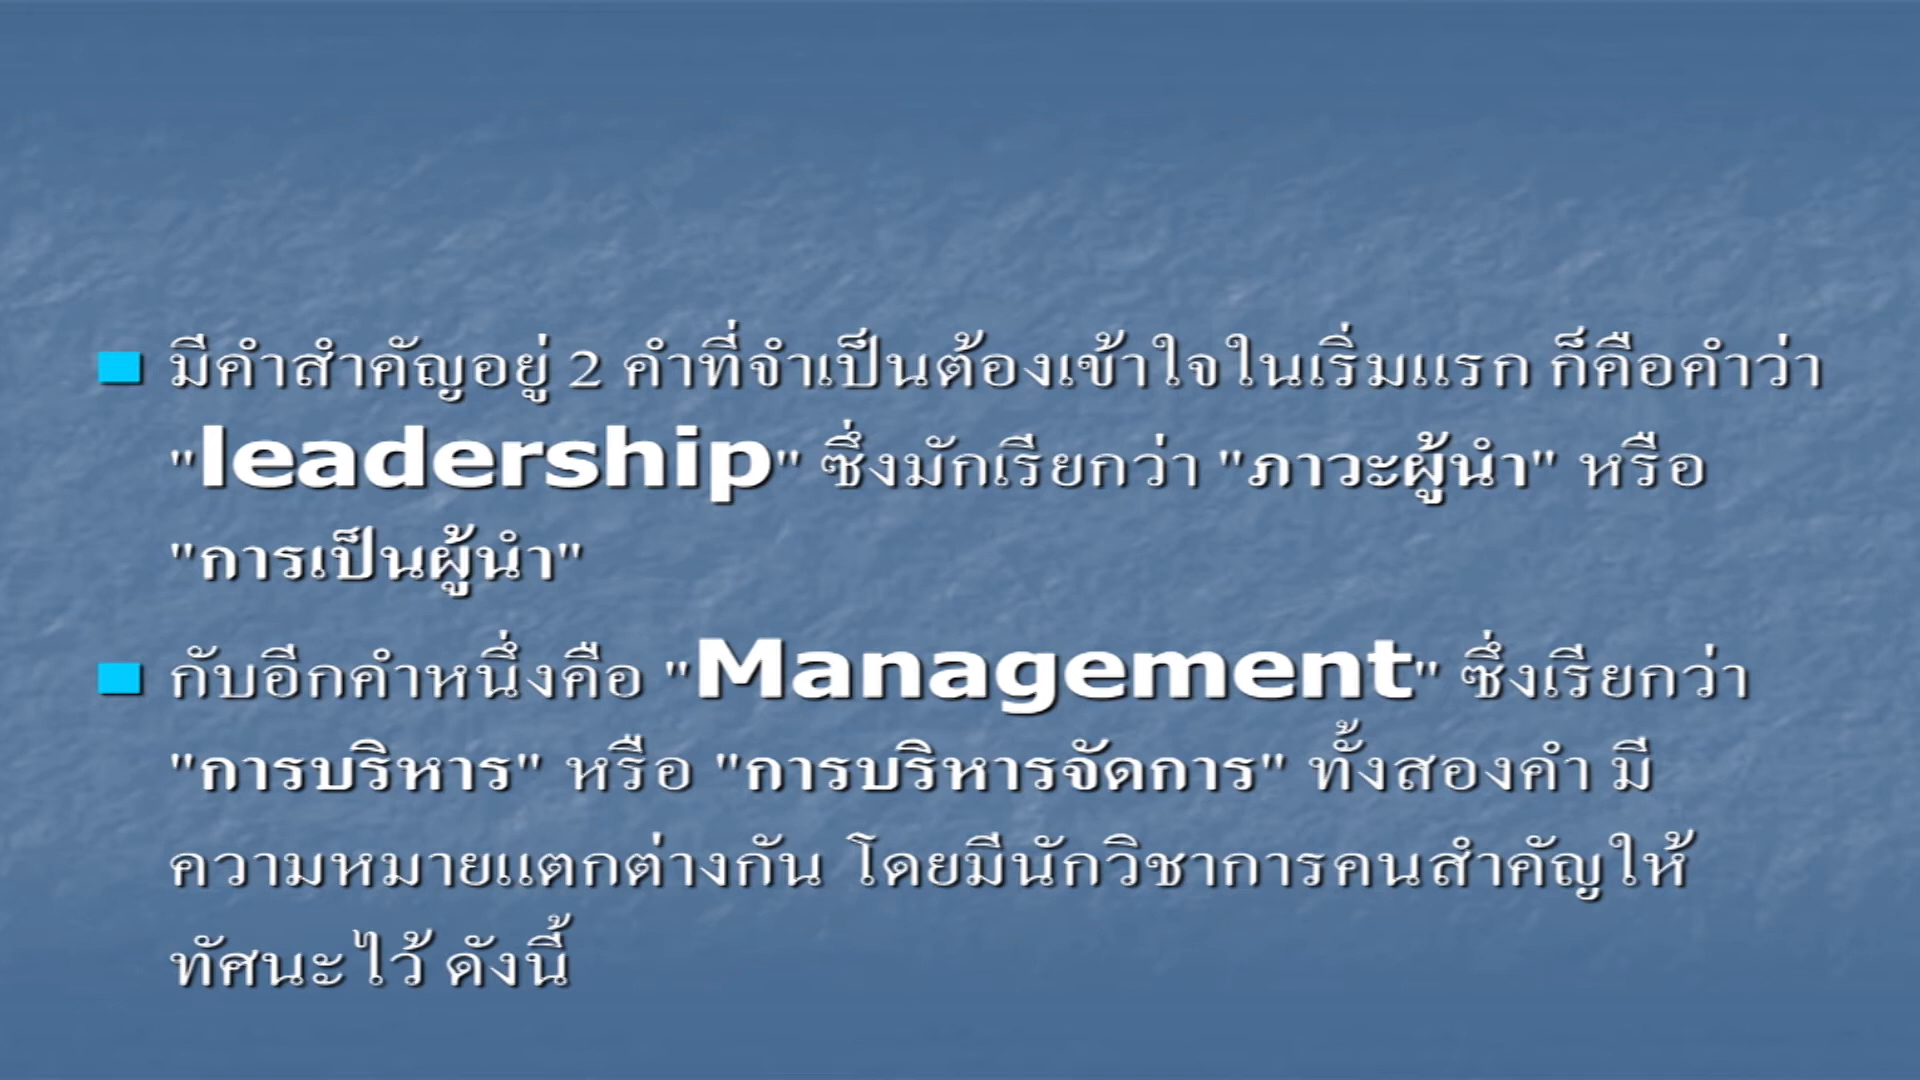 มีคำสำคัญอยู่ 2 คำที่จำเป็นต้องเข้าใจในเริ่มแรก ก็คือคำว่า
"leadership" ซึ่งมักเรียกว่า "ภาวะผู้นำ" หรือ
"การเป็นผู้นำ"
กับอีกคำหนึ่งคือ "Management" ซึ่งเรียกว่า
"การบริหาร" หรือ "การบริหารจัดการ" ทั้งสองคำ มี
ความหมายแตกต่างกัน โดยมีนักวิชาการคนสำคัญให้
ทัศนะไว้ ดังนี้